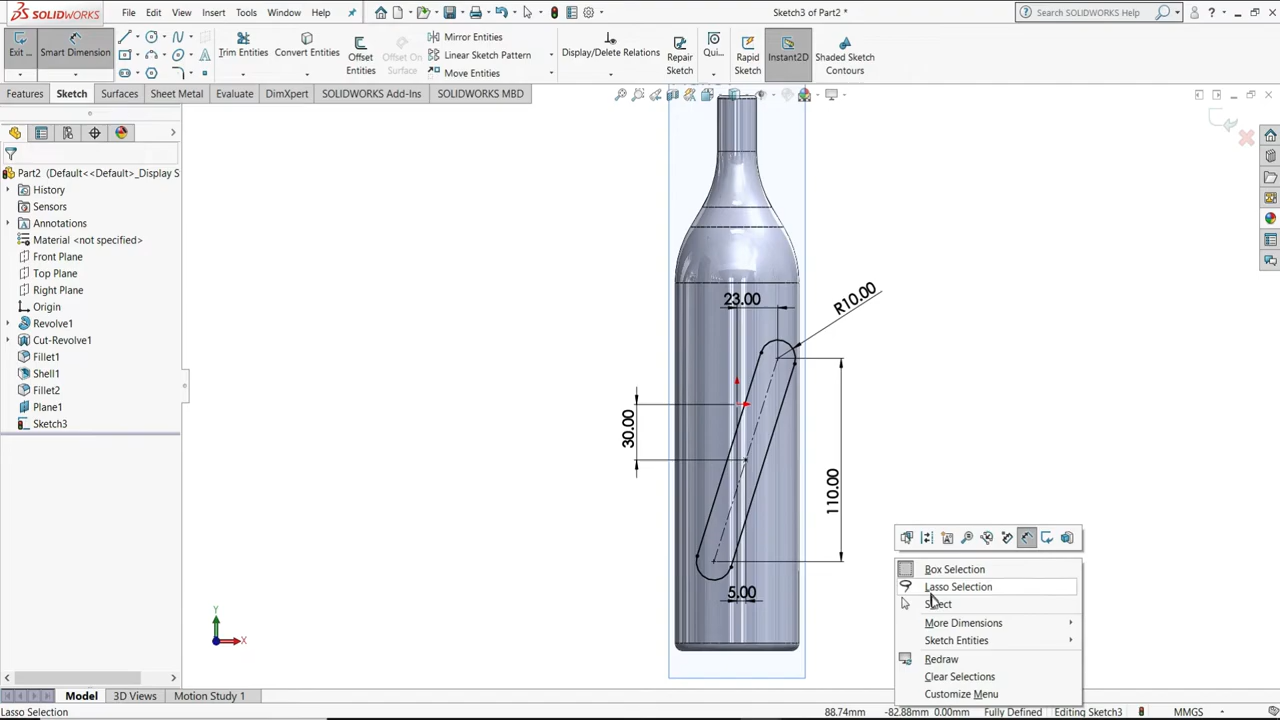 SOLIDWORKS File Edit View Insert Tools Window Help Sketch3 of Part2 * Search SOLIDWORKS Help
Exit ... Smart Dimension Trim Entities Convert Entities Offset Entities Offset On Surface Mirror Entities Linear Sketch Pattern Move Entities Display/Delete Relations Repair Sketch Qui... Rapid Sketch Instant2D Shaded Sketch Contours
Features Sketch Surfaces Sheet Metal Evaluate DimXpert SOLIDWORKS Add-Ins SOLIDWORKS MBD
Part2 (Default<<Default>_Display S
History
Sensors
Annotations
Material <not specified>
Front Plane
Top Plane
Right Plane
Origin
Revolve1
Cut-Revolve1
Fillet1
Shell1
Fillet2
Plane1
Sketch3
23.00
R10.00
30.00
110.00
5.00
Y
X
Box Selection
Lasso Selection
Select
More Dimensions
Sketch Entities
Redraw
Clear Selections
Customize Menu
Model 3D Views Motion Study 1
Lasso Selection 88.74mm -82.88mm 0.00mm Fully Defined Editing Sketch3 MMGS